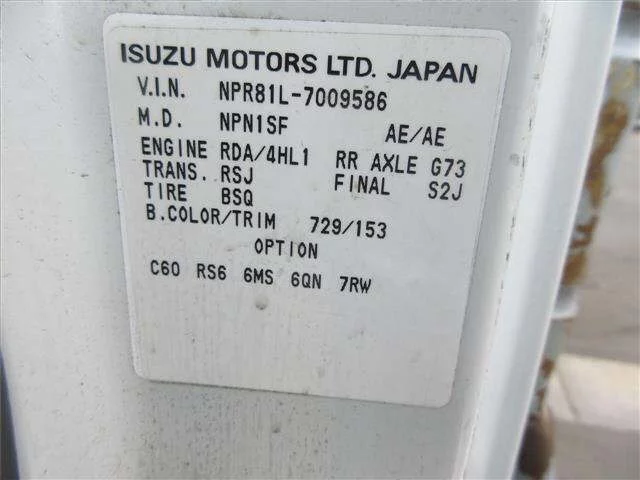 ISUZU MOTORS LTD. JAPAN
V.I.N. NPR81L-7009586
M.D. NPN1SF AE/AE
ENGINE RDA/4HL1 RR AXLE G73
TRANS. RSJ FINAL S2J
TIRE BSQ
B.COLOR/TRIM 729/153
OPTION
C60 RS6 6MS 6QN 7RW